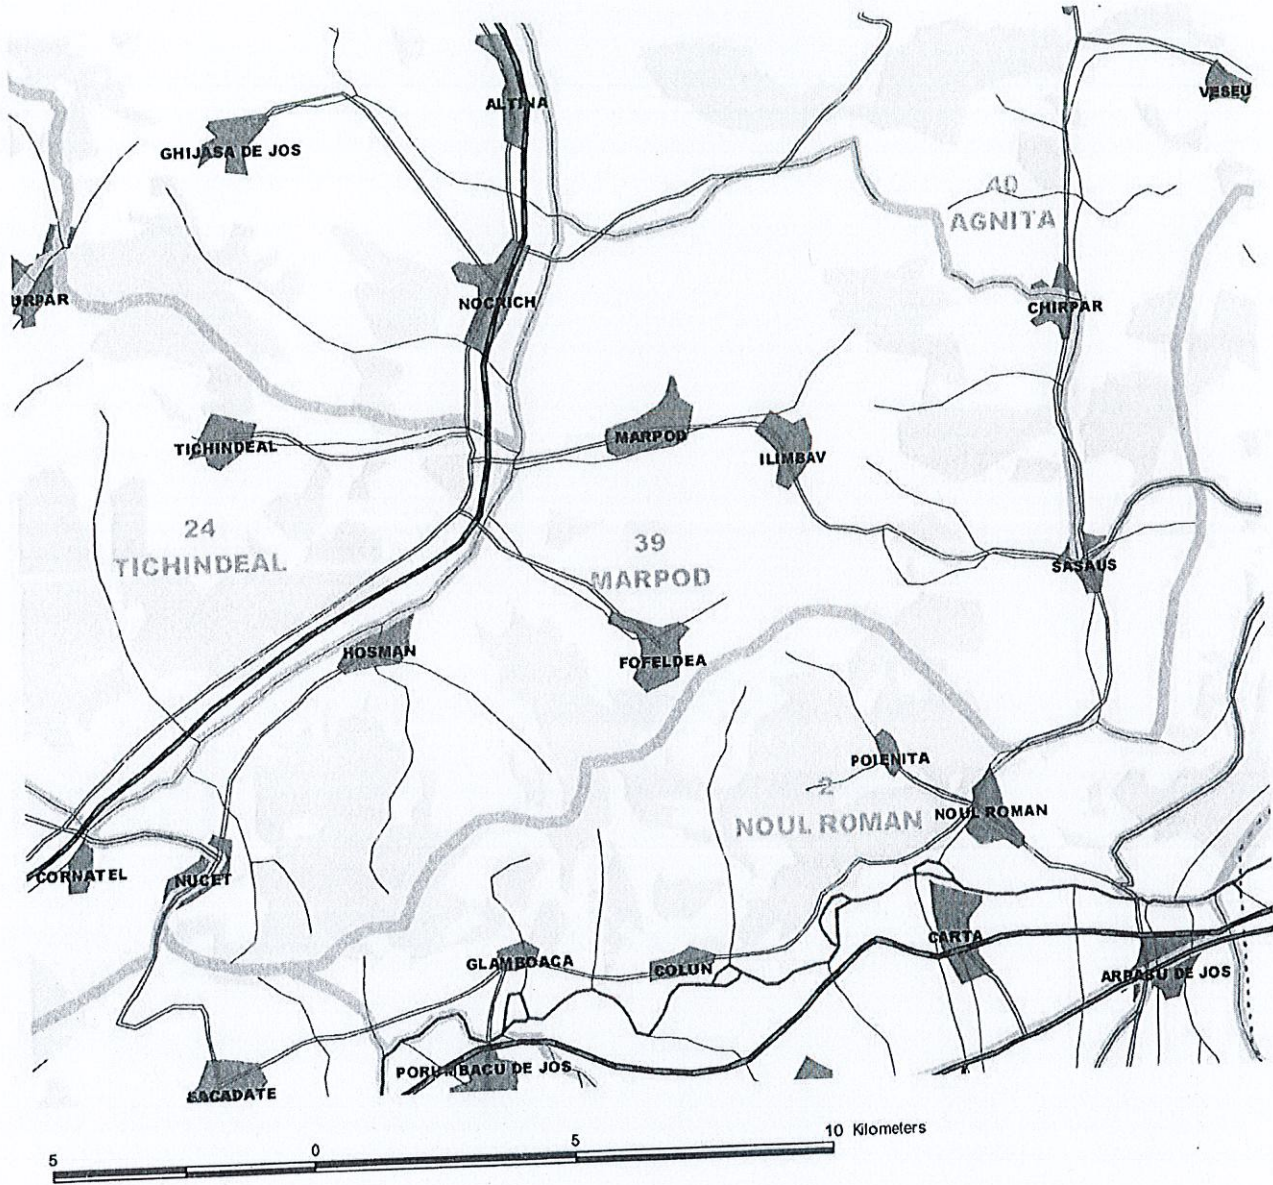 ALTINA
VESEU
GHIJASA DE JOS
40
AGNITA
NOCRICH
CHIRPAR
MARPOD
TICHINDEAL
ILIMBAV
24
TICHINDEAL
39
MARPOD
SASAUS
HOSMAN
FOFELDEA
POIENITA
2
NOUL ROMAN
NOUL ROMAN
CORNATEL
NUCET
CARTA
GLAMBOACA
COLUN
ARPASU DE JOS
PORUMBACU DE JOS
SACADATE
5
0
5
10 Kilometers